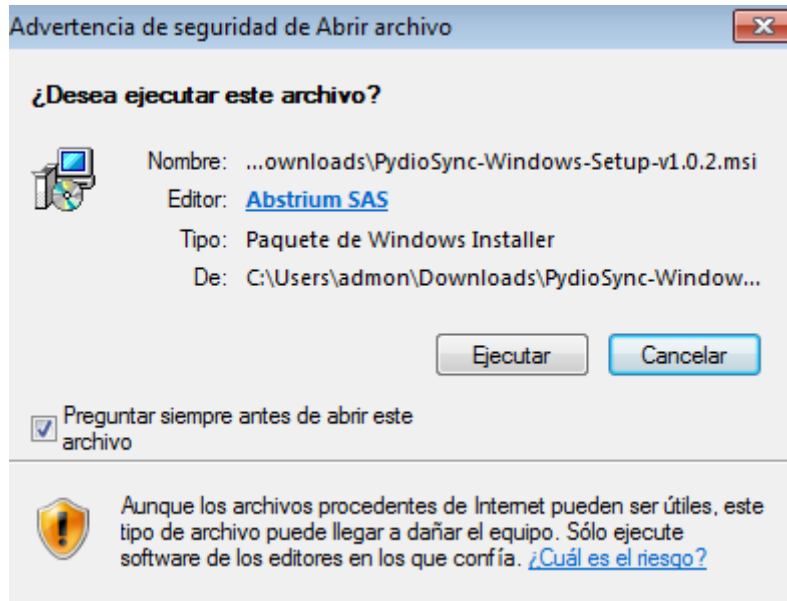 Advertencia de seguridad de Abrir archivo
¿Desea ejecutar este archivo?
Nombre: ...ownloads\PydioSync-Windows-Setup-v1.0.2.msi
Editor: Abstrium SAS
Tipo: Paquete de Windows Installer
De: C:\Users\admon\Downloads\PydioSync-Window...
Ejecutar Cancelar
Preguntar siempre antes de abrir este
archivo
Aunque los archivos procedentes de Internet pueden ser útiles, este
tipo de archivo puede llegar a dañar el equipo. Sólo ejecute
software de los editores en los que confía. ¿Cuál es el riesgo?